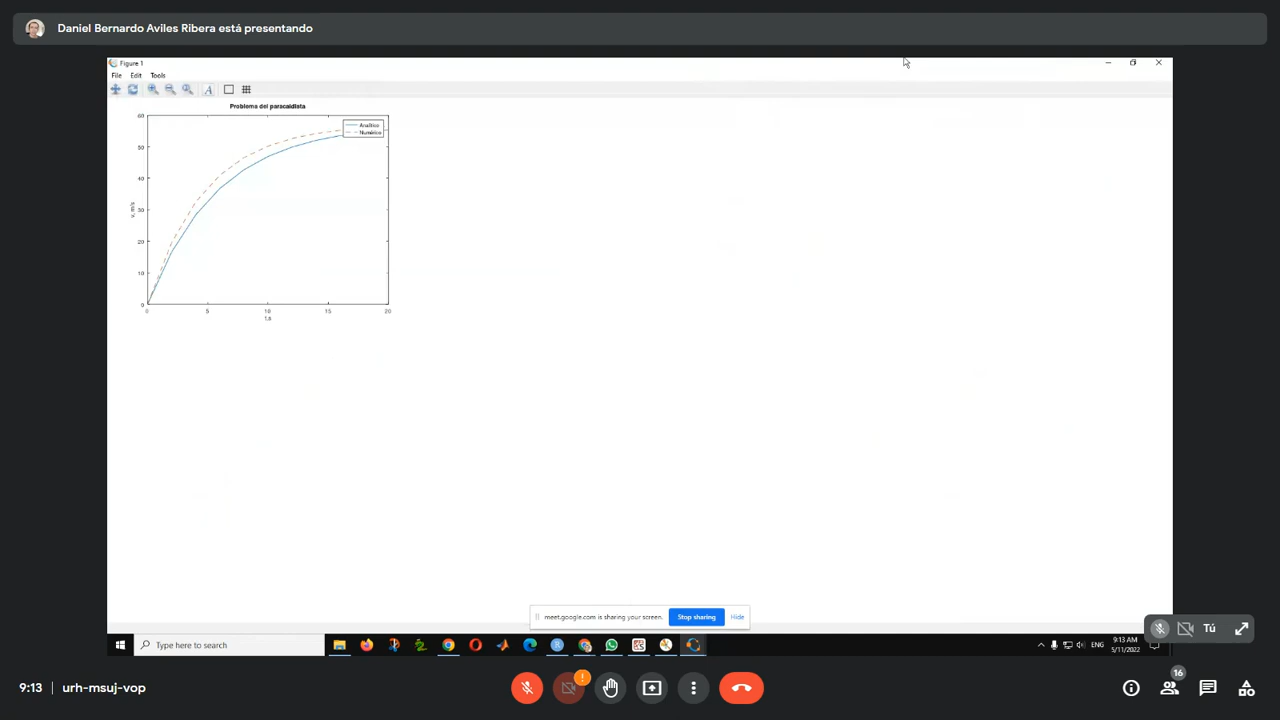 Daniel Bernardo Aviles Ribera está presentando
Figure 1
File Edit Tools
A
Problema del paracaidista
Analítico
Numérico
60
50
40
30
20
10
0
v, m/s
0 5 10 15 20
t,s
meet.google.com is sharing your screen. Stop sharing Hide
Type here to search
ENG
9:13 AM
5/11/2022
Tú
9:13 urh-msuj-vop
16